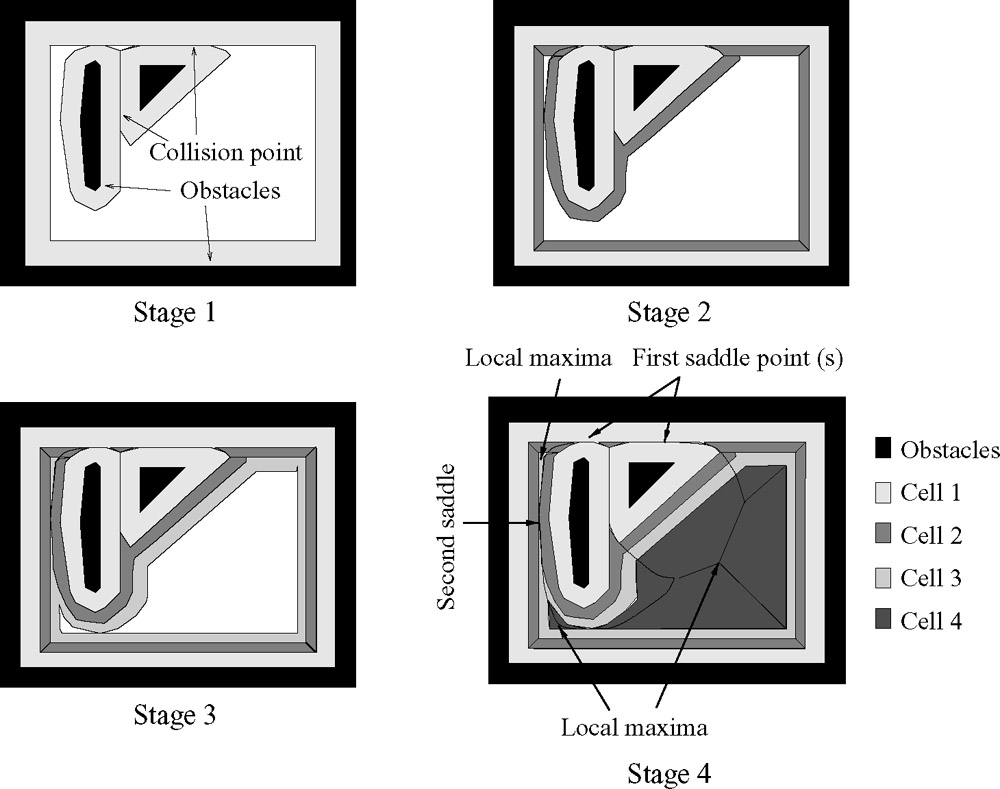 Collision point
Obstacles
Stage 1
Stage 2
Local maxima
First saddle point (s)
Second saddle
Obstacles
Cell 1
Cell 2
Cell 3
Cell 4
Stage 3
Local maxima
Stage 4